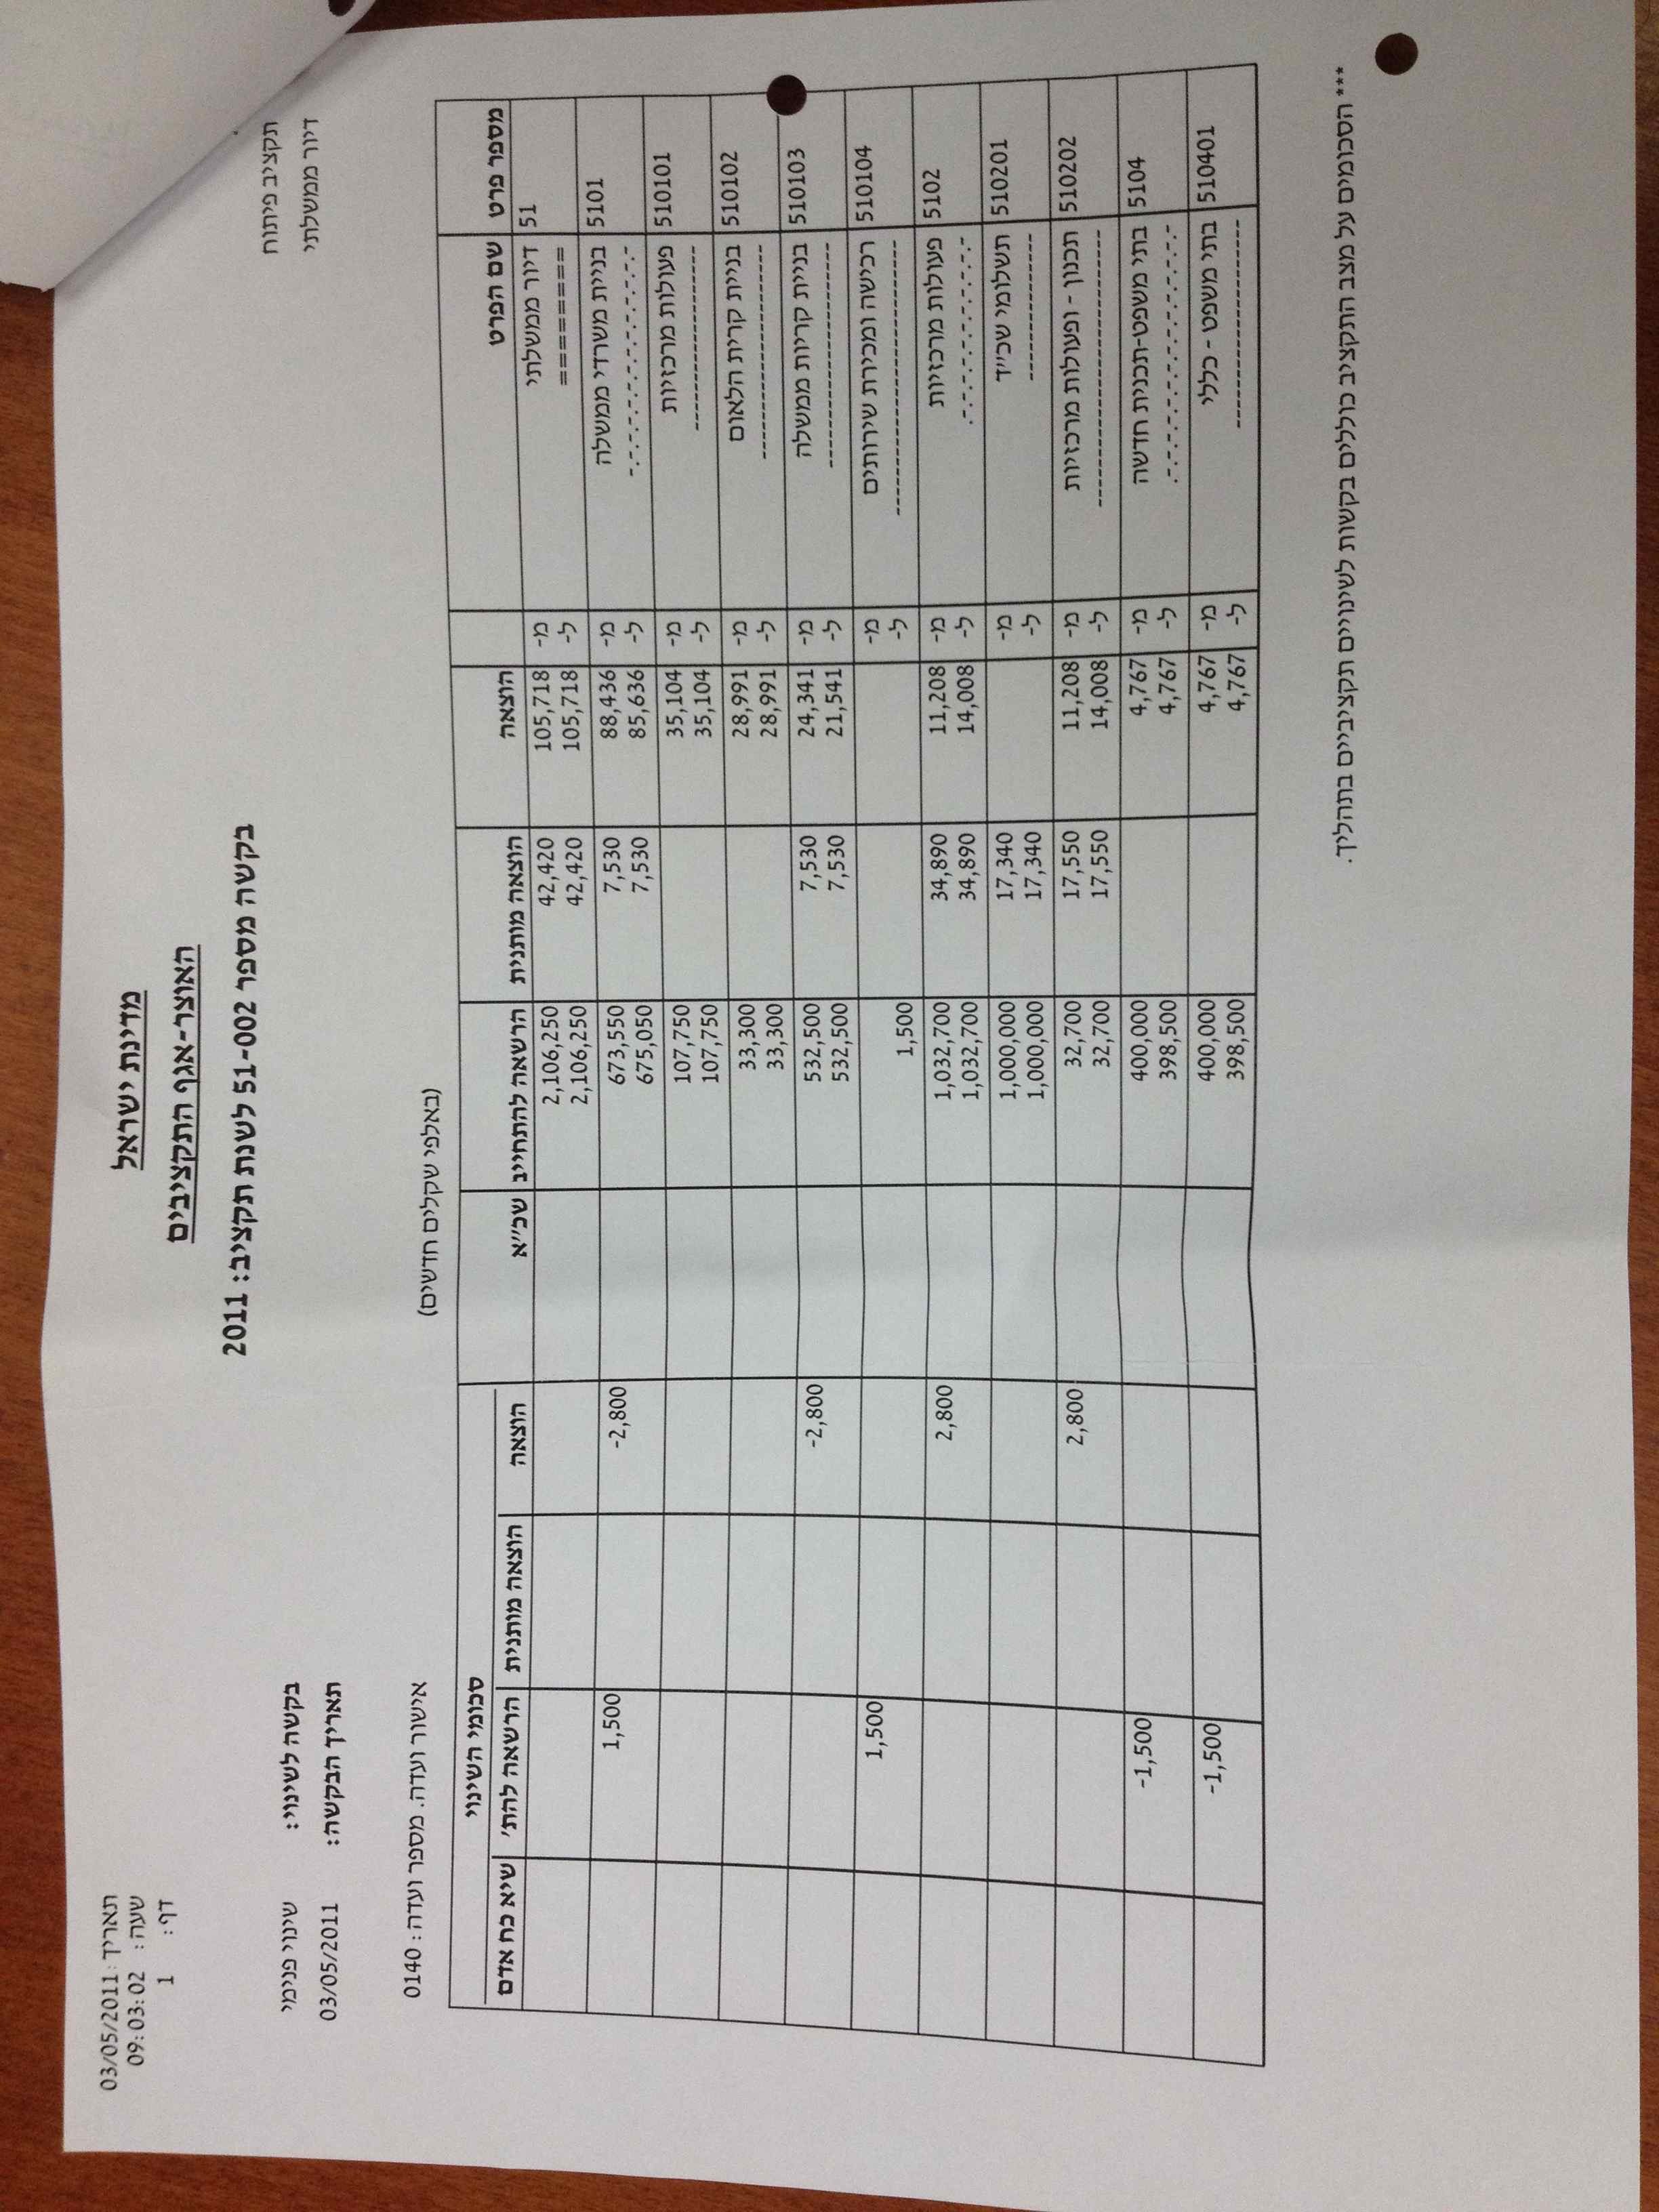 תאריך: 03/05/2011
שעה: 09:03:02
דף: 1
מדינת ישראל
האוצר-אגף התקציבים
בקשה מספר 51-002 לשנת תקציב: 2011
תקציב פיתוח
דיור ממשלתי
בקשה לשינוי: שינוי פנימי
תאריך הבקשה: 03/05/2011
(באלפי שקלים חדשים)
אישור ועדה. מספר ועדה: 0140
סכומי השינוי
מספר פרט שם הפרט הוצאה הוצאה מותנית הרשאה להתחייב שכ״א הוצאה הוצאה מותנית הרשאה להת׳ שיא כח אדם
51 דיור ממשלתי מ- 105,718 42,420 2,106,250
======= ל- 105,718 42,420 2,106,250
5101 בניית משרדי ממשלה מ- 88,436 7,530 673,550 -2,800 1,500
-.-.-.-.-.-.-.-.-.- ל- 85,636 7,530 675,050
510101 פעולות מרכזיות מ- 35,104 107,750
------------------ ל- 35,104 107,750
510102 בניית קרית הלאום מ- 28,991 33,300
--------------------- ל- 28,991 33,300
510103 בניית קריות ממשלה מ- 24,341 7,530 532,500 -2,800
---------------------- ל- 21,541 7,530 532,500
510104 רכישה ומכירת שירותים מ- 1,500
--------------------------- ל- 1,500
5102 פעולות מרכזיות מ- 11,208 34,890 1,032,700 2,800
-.-.-.-.-.-.-.-.-. ל- 14,008 34,890 1,032,700
510201 תשלומי שכ״ד מ- 17,340 1,000,000
-------------- ל- 17,340 1,000,000
510202 תכנון - ופעולות מרכזיות מ- 11,208 17,550 32,700 2,800
--------------------------- ל- 14,008 17,550 32,700
5104 בתי משפט-תכנית חדשה מ- 4,767 400,000 -1,500
-.-.-.-.-.-.-.-.-.-.-.-. ל- 4,767 398,500
510401 בתי משפט - כללי מ- 4,767 400,000 -1,500
-------------------- ל- 4,767 398,500
*** הסכומים על מצב התקציב כוללים בקשות לשינויים תקציביים בתהליך.